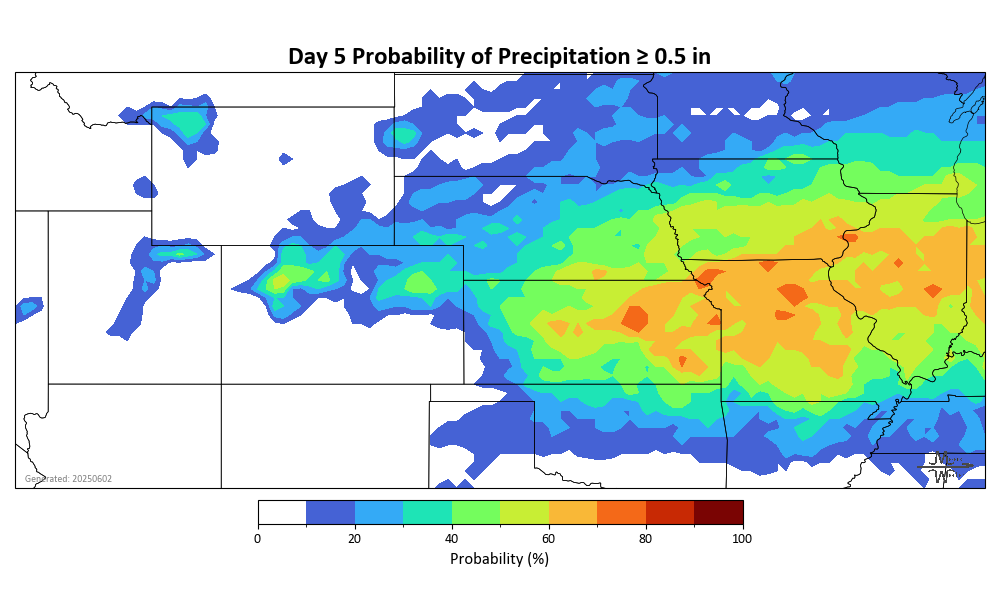 Day 5 Probability of Precipitation ≥ 0.5 in
Generated: 20250602
0 20 40 60 80 100
Probability (%)